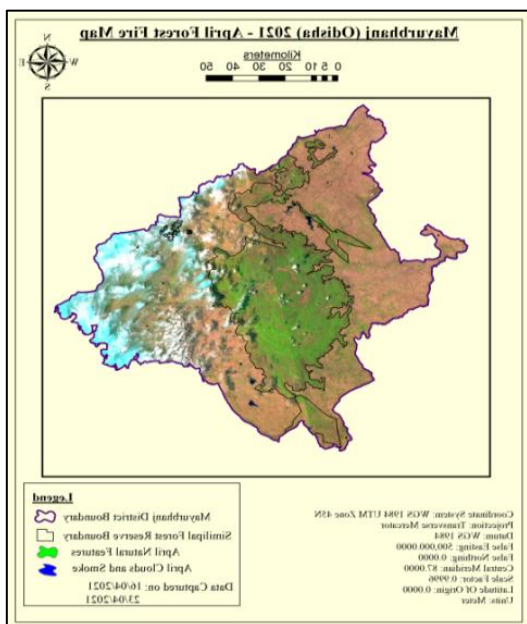 Mayurbhanj (Odisha) 2021 - April Forest Fire Map
N
W E
S
Kilometers
0 5 10 20 30 40 50
Legend
Mayurbhanj District Boundary
Similipal Forest Reserve Boundary
April Natural Features
April Clouds and Smoke
Data Captured on: 16/04/2021
23/04/2021
Coordinate System: WGS 1984 UTM Zone 45N
Projection: Transverse Mercator
Datum: WGS 1984
False Easting: 500,000.0000
False Northing: 0.0000
Central Meridian: 87.0000
Scale Factor: 0.9996
Latitude Of Origin: 0.0000
Units: Meter